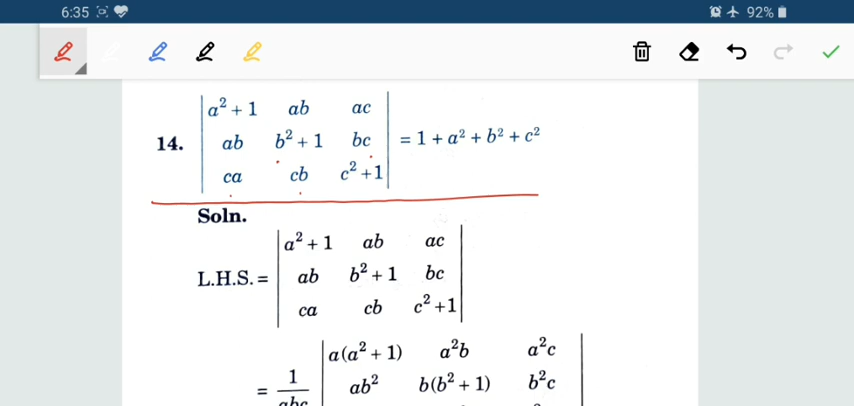 6:35 92%
a² + 1 ab ac
14. ab b² + 1 bc = 1 + a² + b² + c²
ca cb c² +1
Soln.
a² + 1 ab ac
L.H.S. = ab b² + 1 bc
ca cb c² +1
a(a² + 1) a²b a²c
= 1/abc ab² b(b² + 1) b²c